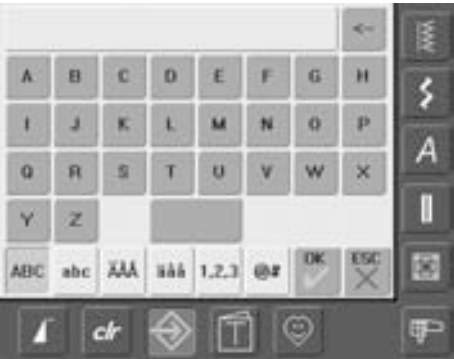 <-
A B C D E F G H
I J K L M N O P
Q R S T U V W X
Y Z
ABC abc ÄÅÂ äåâ 1,2,3 @# OK ESC
A
clr
T